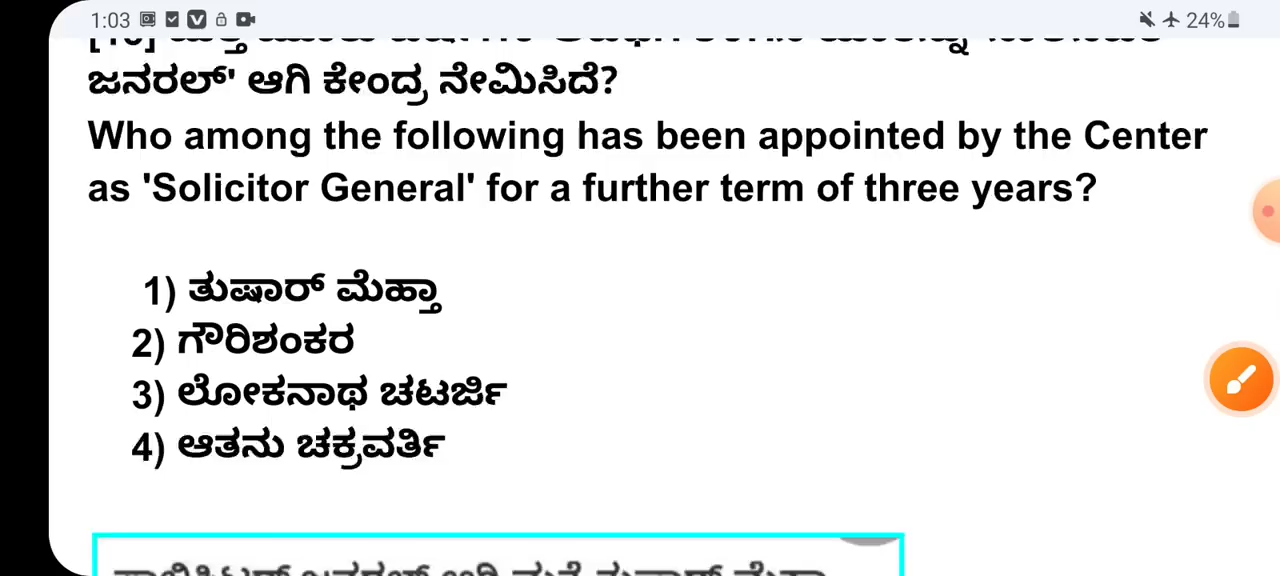 1:03
24%
ಜನರಲ್' ಆಗಿ ಕೇಂದ್ರ ನೇಮಿಸಿದೆ?
Who among the following has been appointed by the Center
as 'Solicitor General' for a further term of three years?
1) ತುಷಾರ್ ಮೆಹ್ತಾ
2) ಗೌರಿಶಂಕರ
3) ಲೋಕನಾಥ ಚಟರ್ಜಿ
4) ಆತನು ಚಕ್ರವರ್ತಿ